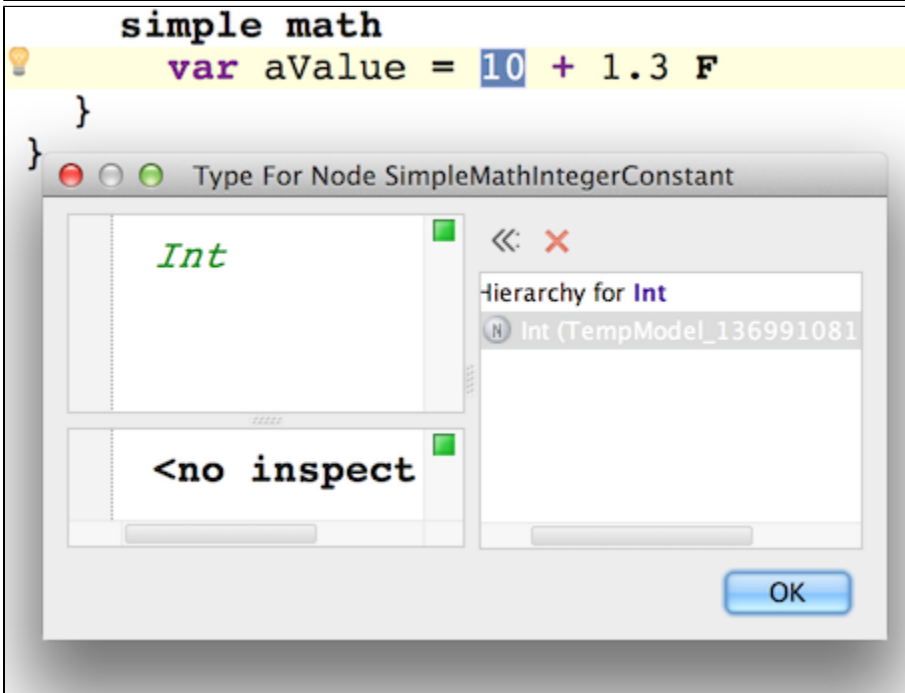 simple math
var aValue = 10 + 1.3 F
}
}
Type For Node SimpleMathIntegerConstant
Int
Hierarchy for Int
N Int (TempModel_136991081
<no inspect
OK